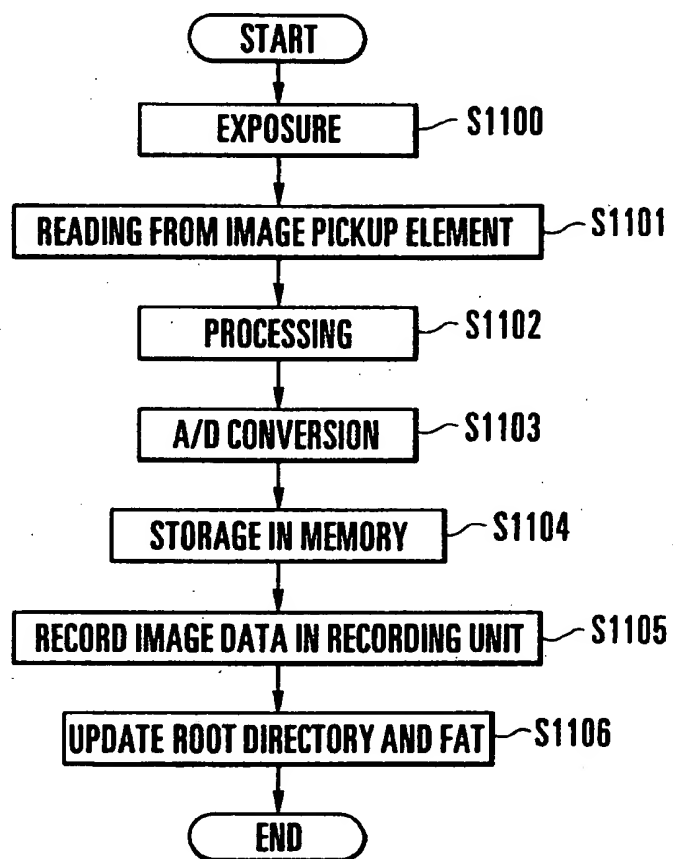 START
EXPOSURE S1100
READING FROM IMAGE PICKUP ELEMENT S1101
PROCESSING S1102
A/D CONVERSION S1103
STORAGE IN MEMORY S1104
RECORD IMAGE DATA IN RECORDING UNIT S1105
UPDATE ROOT DIRECTORY AND FAT S1106
END